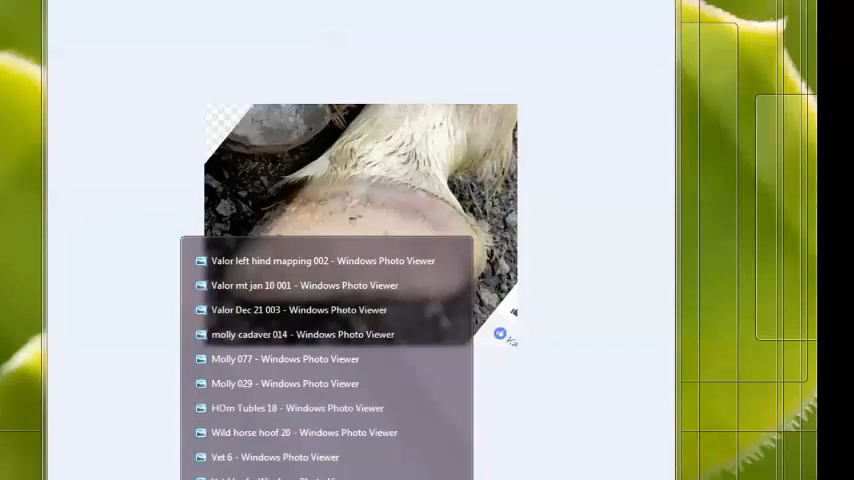 Valor left hind mapping 002 - Windows Photo Viewer
Valor mt jan 10 001 - Windows Photo Viewer
Valor Dec 21 003 - Windows Photo Viewer
molly cadaver 014 - Windows Photo Viewer
Molly 077 - Windows Photo Viewer
Molly 029 - Windows Photo Viewer
HOrn Tubles 18 - Windows Photo Viewer
Wild horse hoof 20 - Windows Photo Viewer
Vet 6 - Windows Photo Viewer